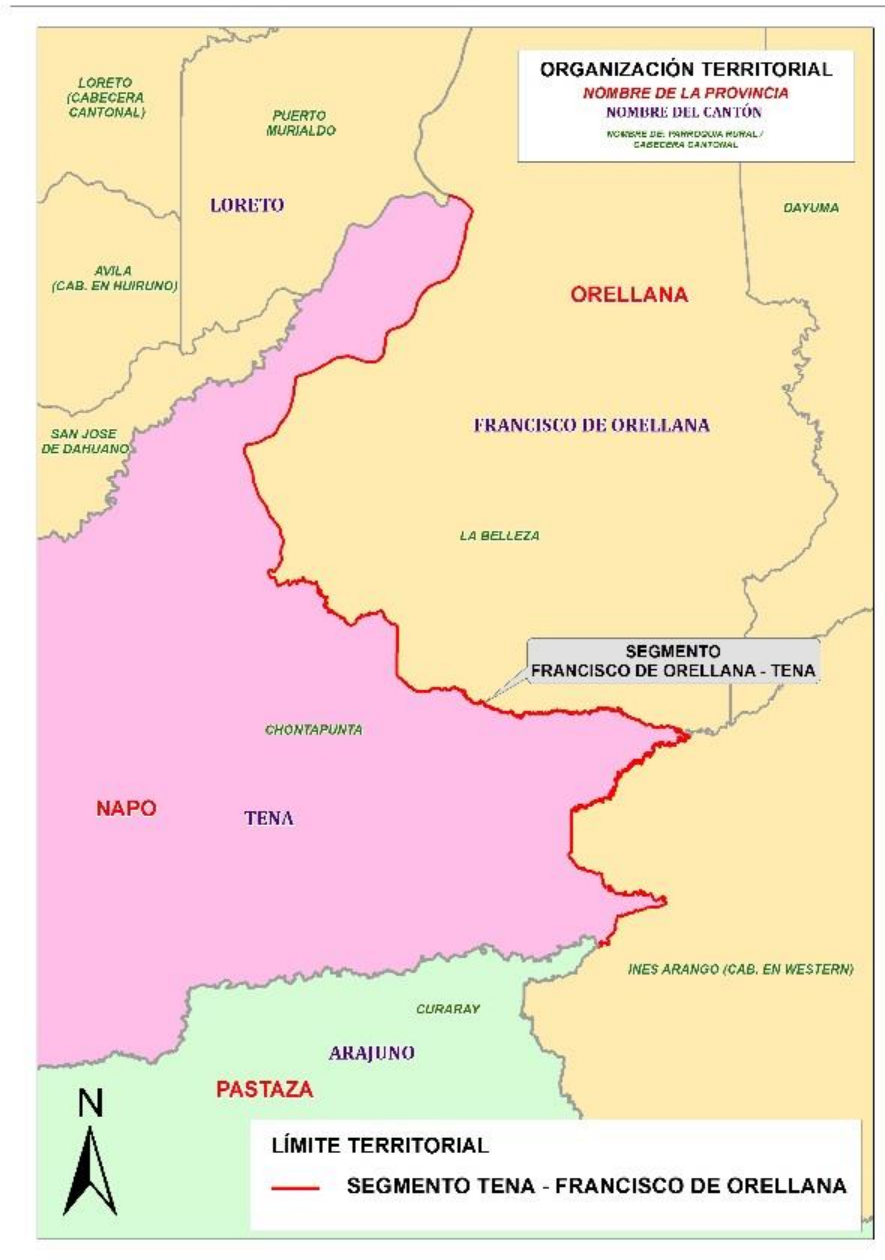 ORGANIZACIÓN TERRITORIAL
NOMBRE DE LA PROVINCIA
NOMBRE DEL CANTÓN
NOMBRE DE PARROQUIA RURAL /
CABECERA CANTONAL
LORETO
(CABECERA
CANTONAL)
PUERTO
MURIALDO
LORETO
DAYUMA
AVILA
(CAB. EN HUIRUNO)
ORELLANA
SAN JOSE
DE DAHUANO
FRANCISCO DE ORELLANA
LA BELLEZA
SEGMENTO
FRANCISCO DE ORELLANA - TENA
CHONTAPUNTA
NAPO
TENA
INES ARANGO (CAB. EN WESTERN)
CURARAY
ARAJUNO
PASTAZA
N
LÍMITE TERRITORIAL
SEGMENTO TENA - FRANCISCO DE ORELLANA